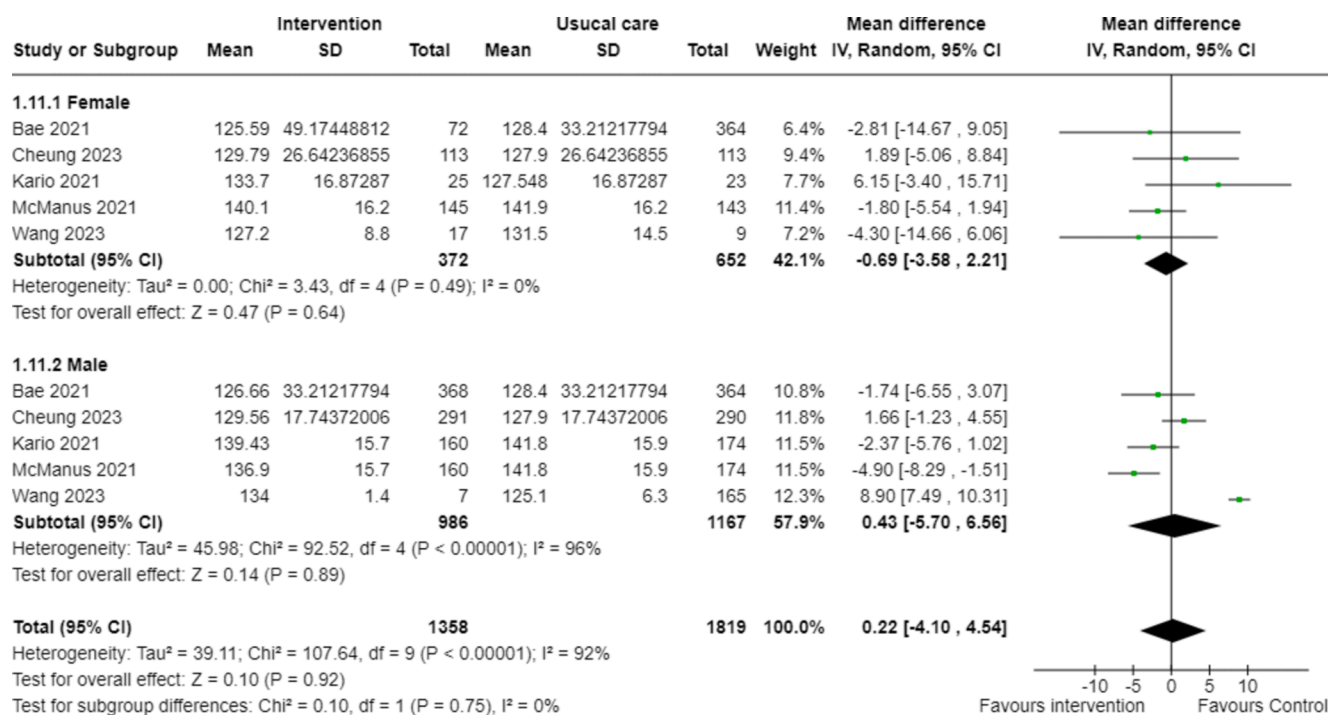 Intervention Usucal care Mean difference Mean difference
Study or Subgroup Mean SD Total Mean SD Total Weight IV, Random, 95% CI IV, Random, 95% CI
1.11.1 Female
Bae 2021 125.59 49.17448812 72 128.4 33.21217794 364 6.4% -2.81 [-14.67 , 9.05]
Cheung 2023 129.79 26.64236855 113 127.9 26.64236855 113 9.4% 1.89 [-5.06 , 8.84]
Kario 2021 133.7 16.87287 25 127.548 16.87287 23 7.7% 6.15 [-3.40 , 15.71]
McManus 2021 140.1 16.2 145 141.9 16.2 143 11.4% -1.80 [-5.54 , 1.94]
Wang 2023 127.2 8.8 17 131.5 14.5 9 7.2% -4.30 [-14.66 , 6.06]
Subtotal (95% CI) 372 652 42.1% -0.69 [-3.58 , 2.21]
Heterogeneity: Tau² = 0.00; Chi² = 3.43, df = 4 (P = 0.49); I² = 0%
Test for overall effect: Z = 0.47 (P = 0.64)
1.11.2 Male
Bae 2021 126.66 33.21217794 368 128.4 33.21217794 364 10.8% -1.74 [-6.55 , 3.07]
Cheung 2023 129.56 17.74372006 291 127.9 17.74372006 290 11.8% 1.66 [-1.23 , 4.55]
Kario 2021 139.43 15.7 160 141.8 15.9 174 11.5% -2.37 [-5.76 , 1.02]
McManus 2021 136.9 15.7 160 141.8 15.9 174 11.5% -4.90 [-8.29 , -1.51]
Wang 2023 134 1.4 7 125.1 6.3 165 12.3% 8.90 [7.49 , 10.31]
Subtotal (95% CI) 986 1167 57.9% 0.43 [-5.70 , 6.56]
Heterogeneity: Tau² = 45.98; Chi² = 92.52, df = 4 (P < 0.00001); I² = 96%
Test for overall effect: Z = 0.14 (P = 0.89)
Total (95% CI) 1358 1819 100.0% 0.22 [-4.10 , 4.54]
Heterogeneity: Tau² = 39.11; Chi² = 107.64, df = 9 (P < 0.00001); I² = 92%
Test for overall effect: Z = 0.10 (P = 0.92)
-10 -5 0 5 10
Test for subgroup differences: Chi² = 0.10, df = 1 (P = 0.75), I² = 0%
Favours intervention Favours Control